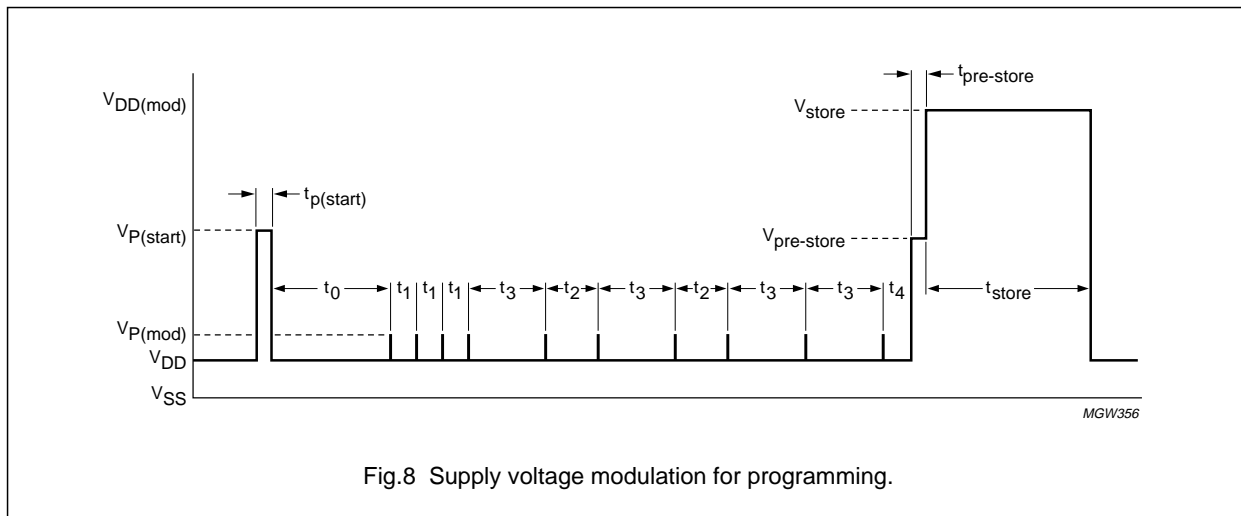 V_DD(mod)
V_store
t_pre-store
t_p(start)
V_P(start)
V_pre-store
t_0 t_1 t_1 t_1 t_3 t_2 t_3 t_2 t_3 t_3 t_4 t_store
V_P(mod)
V_DD
V_SS
MGW356
Fig.8 Supply voltage modulation for programming.